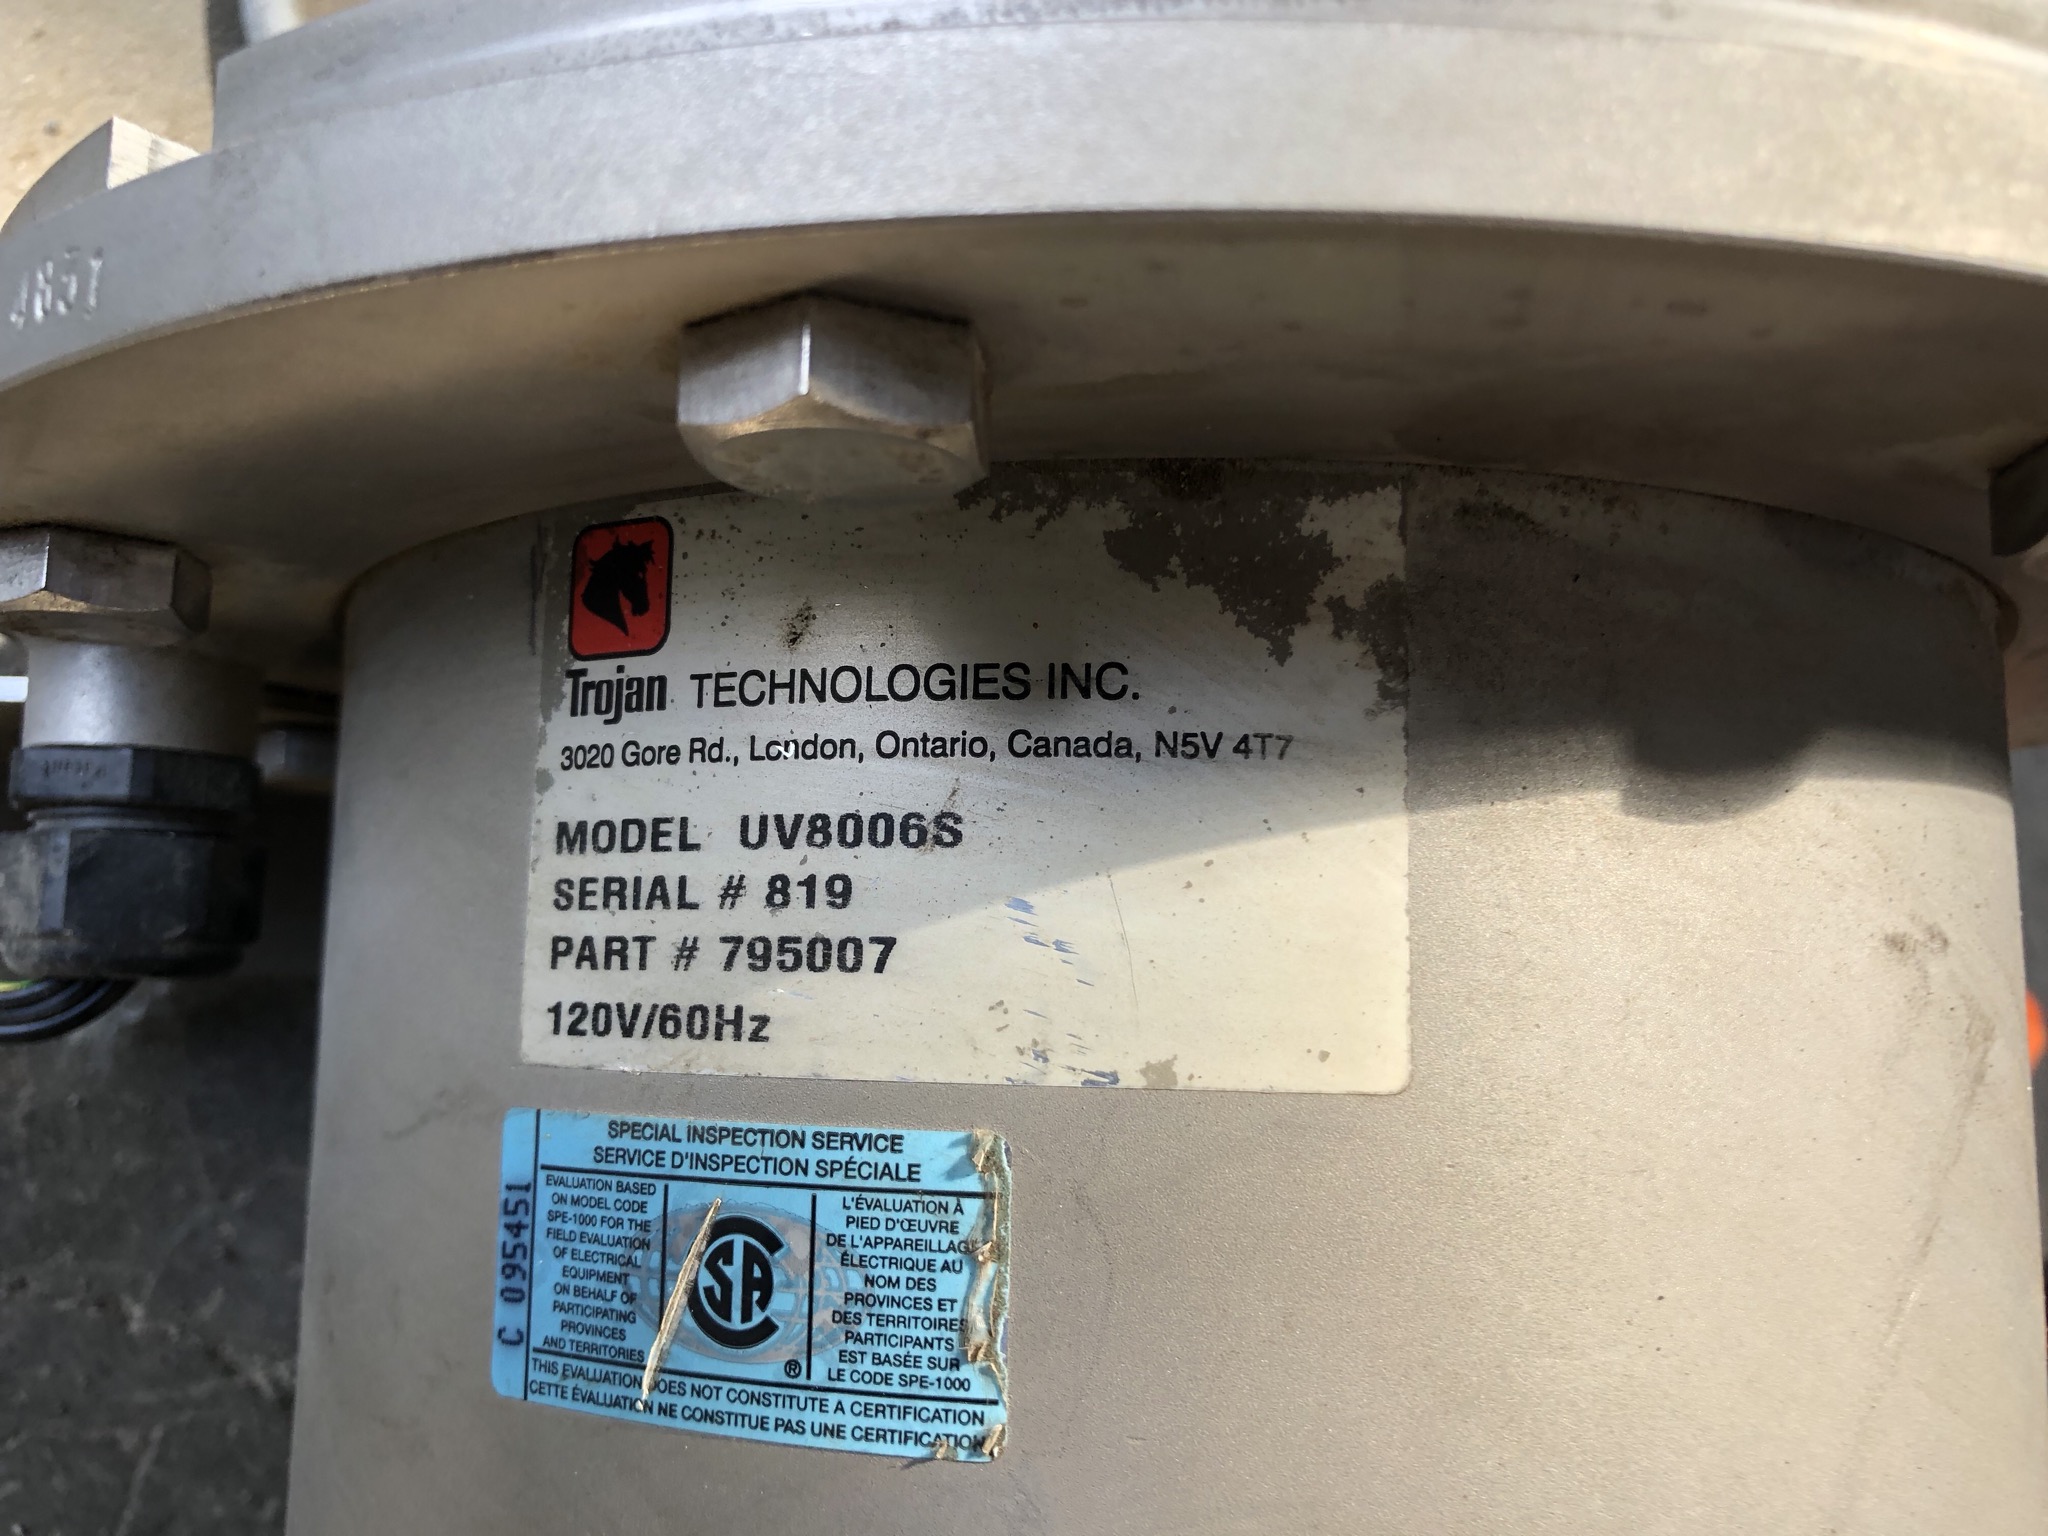 4851
Trojan TECHNOLOGIES INC.
3020 Gore Rd., London, Ontario, Canada, N5V 4T7
MODEL UV8006S
SERIAL # 819
PART # 795007
120V/60Hz
SPECIAL INSPECTION SERVICE
SERVICE D'INSPECTION SPÉCIALE
C 095451
EVALUATION BASED
ON MODEL CODE
SPE-1000 FOR THE
FIELD EVALUATION
OF ELECTRICAL
EQUIPMENT
ON BEHALF OF
PARTICIPATING
PROVINCES
AND TERRITORIES
CSA
®
L'ÉVALUATION À
PIED D'ŒUVRE
DE L'APPAREILLAGE
ÉLECTRIQUE AU
NOM DES
PROVINCES ET
DES TERRITOIRES
PARTICIPANTS
EST BASÉE SUR
LE CODE SPE-1000
THIS EVALUATION DOES NOT CONSTITUTE A CERTIFICATION
CETTE ÉVALUATION NE CONSTITUE PAS UNE CERTIFICATION